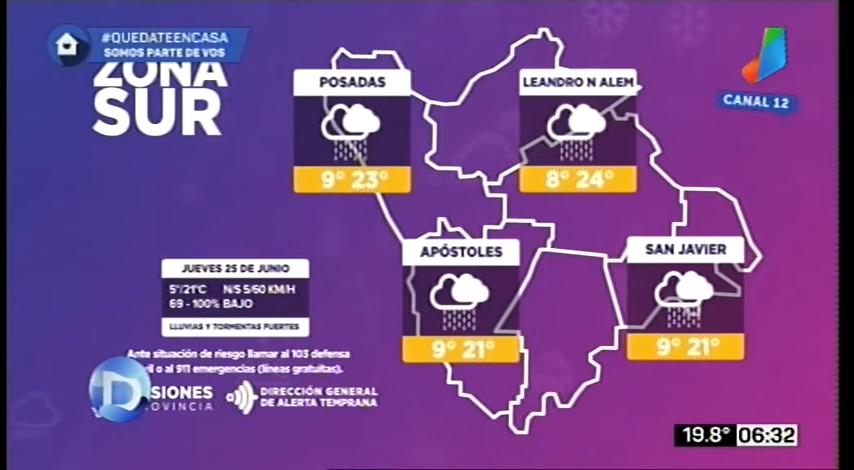 #QUEDATEENCASA
SOMOS PARTE DE VOS
ZONA
SUR
CANAL 12
POSADAS
9° 23°
LEANDRO N ALEM
8° 24°
APÓSTOLES
9° 21°
SAN JAVIER
9° 21°
JUEVES 25 DE JUNIO
5°/21°C N/S 5/60 KM/H
69 - 100% BAJO
LLUVIAS Y TORMENTAS FUERTES
Ante situación de riesgo llamar al 103 defensa
il o al 911 emergencias (líneas gratuitas).
SIONES
OVINCIA
DIRECCIÓN GENERAL
DE ALERTA TEMPRANA
19.8° 06:32